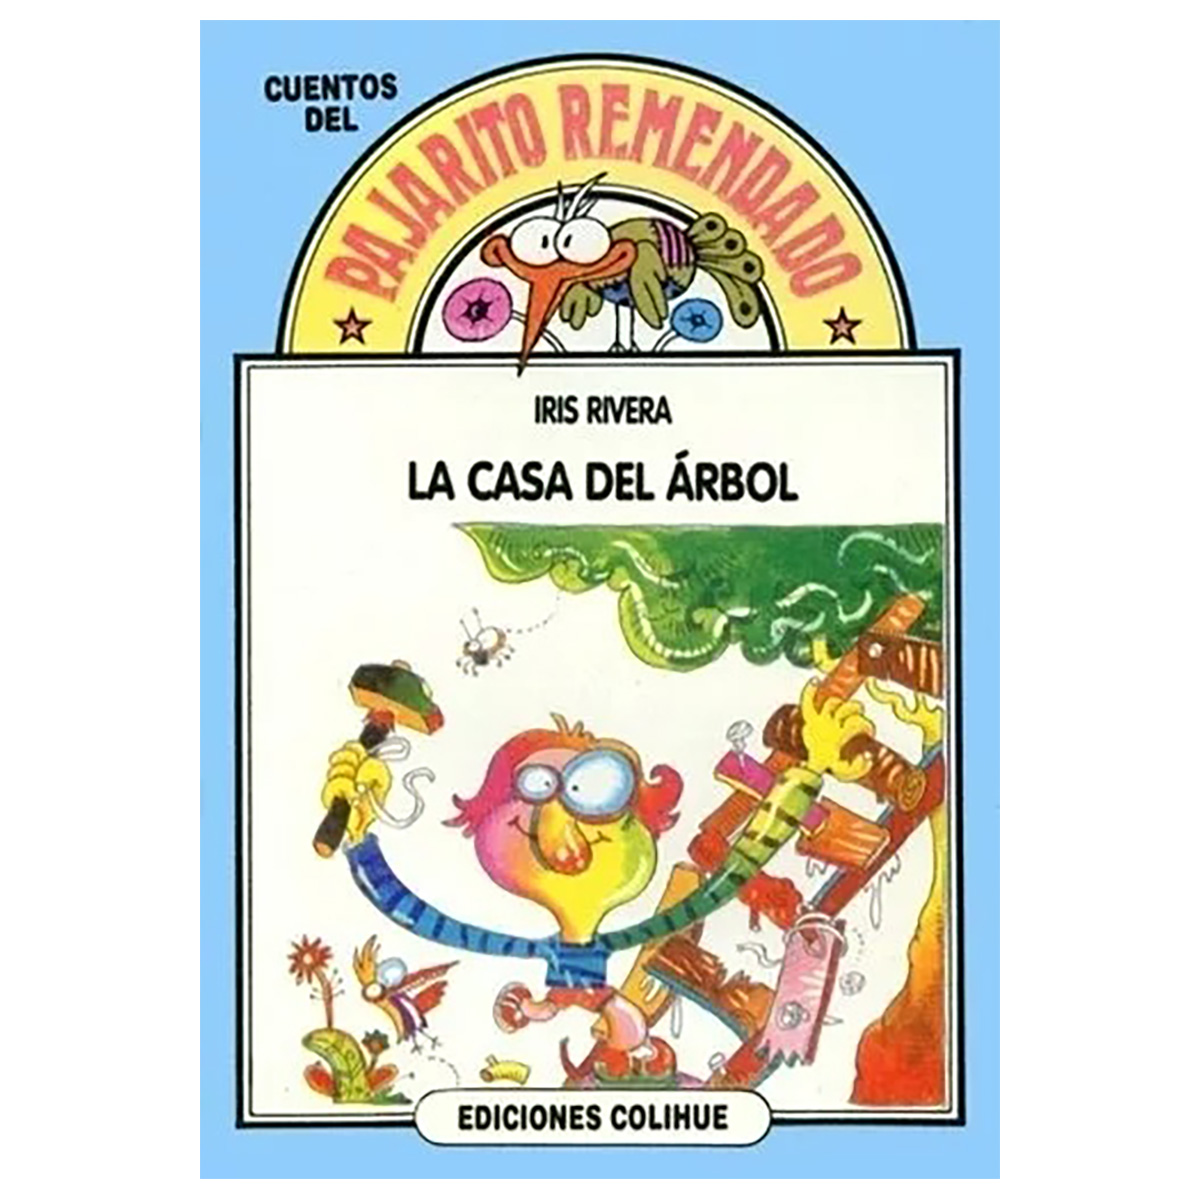 CUENTOS
DEL
PAJARITO REMENDADO
IRIS RIVERA
LA CASA DEL ÁRBOL
EDICIONES COLIHUE